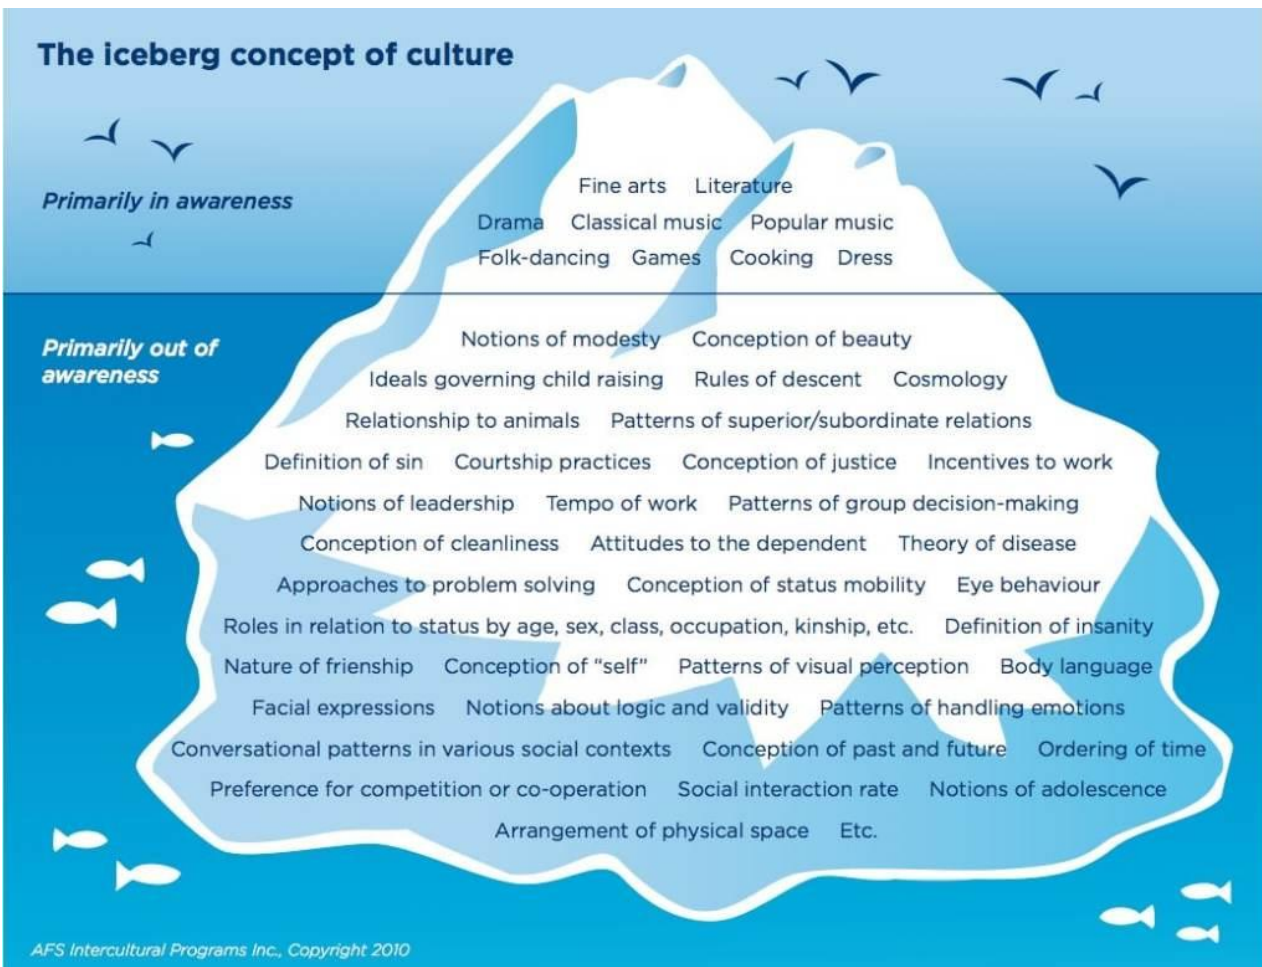 The iceberg concept of culture
Primarily in awareness
Fine arts Literature
Drama Classical music Popular music
Folk-dancing Games Cooking Dress
Primarily out of
awareness
Notions of modesty Conception of beauty
Ideals governing child raising Rules of descent Cosmology
Relationship to animals Patterns of superior/subordinate relations
Definition of sin Courtship practices Conception of justice Incentives to work
Notions of leadership Tempo of work Patterns of group decision-making
Conception of cleanliness Attitudes to the dependent Theory of disease
Approaches to problem solving Conception of status mobility Eye behaviour
Roles in relation to status by age, sex, class, occupation, kinship, etc. Definition of insanity
Nature of frienship Conception of “self” Patterns of visual perception Body language
Facial expressions Notions about logic and validity Patterns of handling emotions
Conversational patterns in various social contexts Conception of past and future Ordering of time
Preference for competition or co-operation Social interaction rate Notions of adolescence
Arrangement of physical space Etc.
AFS Intercultural Programs Inc., Copyright 2010